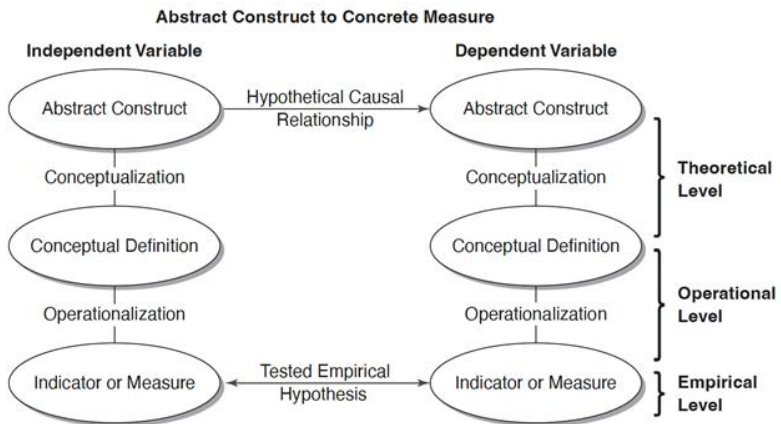 Abstract Construct to Concrete Measure
Independent Variable
Dependent Variable
Abstract Construct
Hypothetical Causal
Relationship
Abstract Construct
Conceptualization
Conceptualization
Theoretical
Level
Conceptual Definition
Conceptual Definition
Operationalization
Operationalization
Operational
Level
Indicator or Measure
Tested Empirical
Hypothesis
Indicator or Measure
Empirical
Level